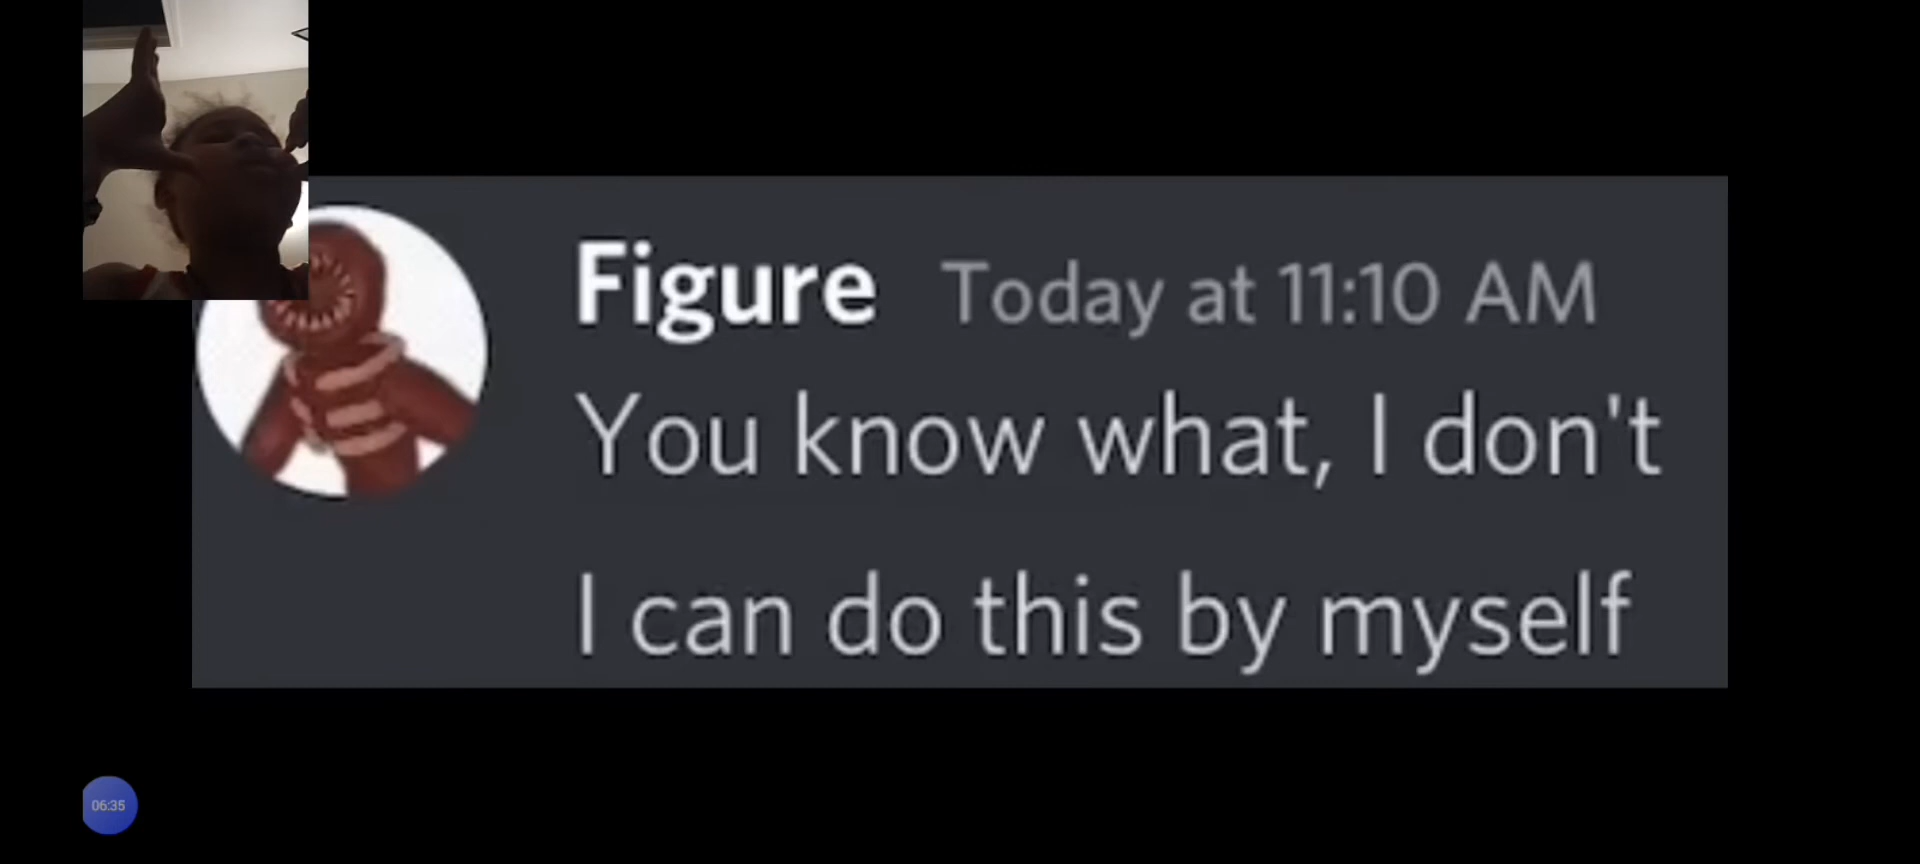 Figure Today at 11:10 AM
You know what, I don't
I can do this by myself
06:35